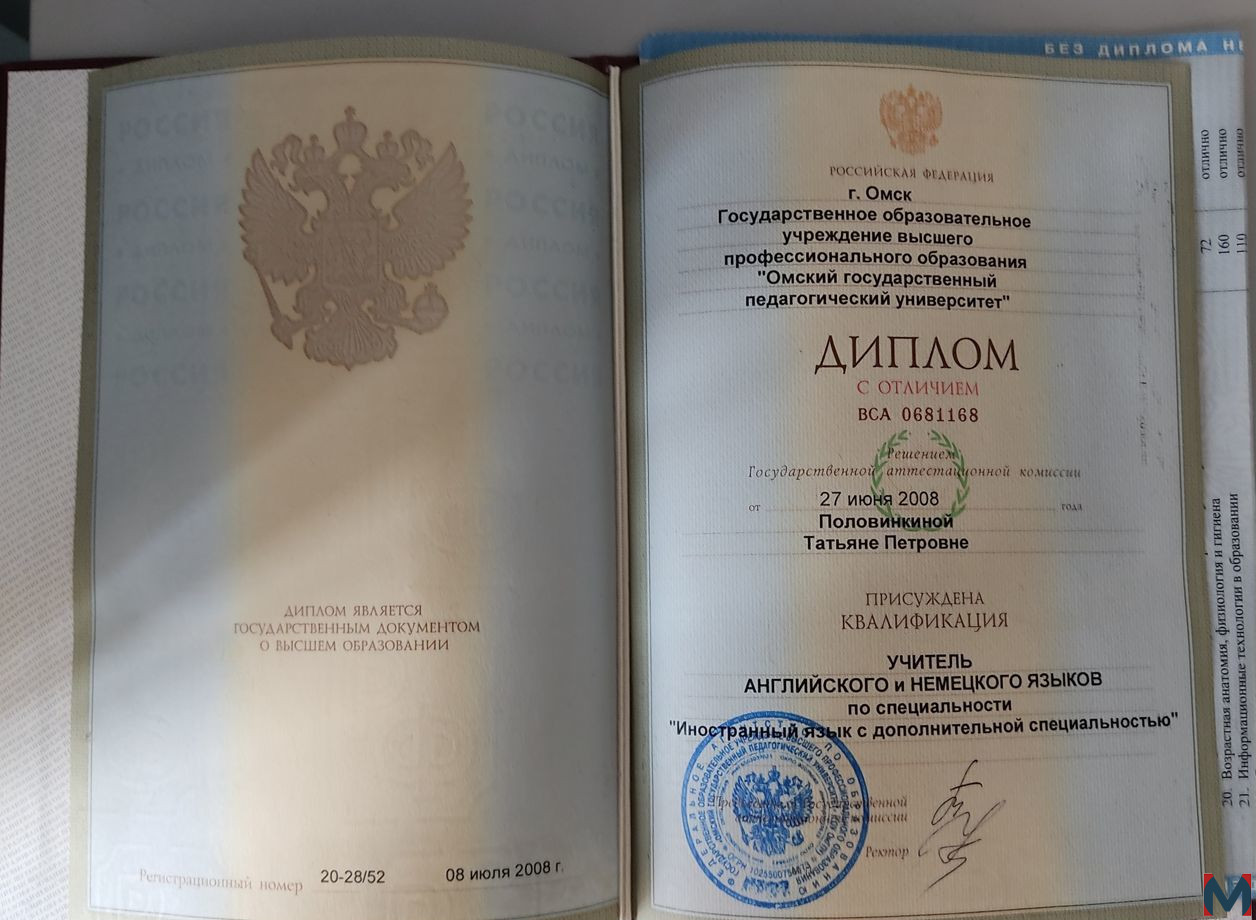 ДИПЛОМ ЯВЛЯЕТСЯ
ГОСУДАРСТВЕННЫМ ДОКУМЕНТОМ
О ВЫСШЕМ ОБРАЗОВАНИИ
Регистрационный номер 20-28/52 08 июля 2008 г.
РОССИЙСКАЯ ФЕДЕРАЦИЯ
г. Омск
Государственное образовательное
учреждение высшего
профессионального образования
"Омский государственный
педагогический университет"
ДИПЛОМ
С ОТЛИЧИЕМ
ВСА 0681168
Решением
Государственной аттестационной комиссии
от 27 июня 2008 года
Половинкиной
Татьяне Петровне
ПРИСУЖДЕНА
КВАЛИФИКАЦИЯ
УЧИТЕЛЬ
АНГЛИЙСКОГО и НЕМЕЦКОГО ЯЗЫКОВ
по специальности
"Иностранный язык с дополнительной специальностью"
Председатель Государственной
аттестационной комиссии
Ректор
БЕЗ ДИПЛОМА
20. Возрастная анатомия, физиология и гигиена 72 отлично
21. Информационные технологии в образовании 160 отлично
110 отлично
M